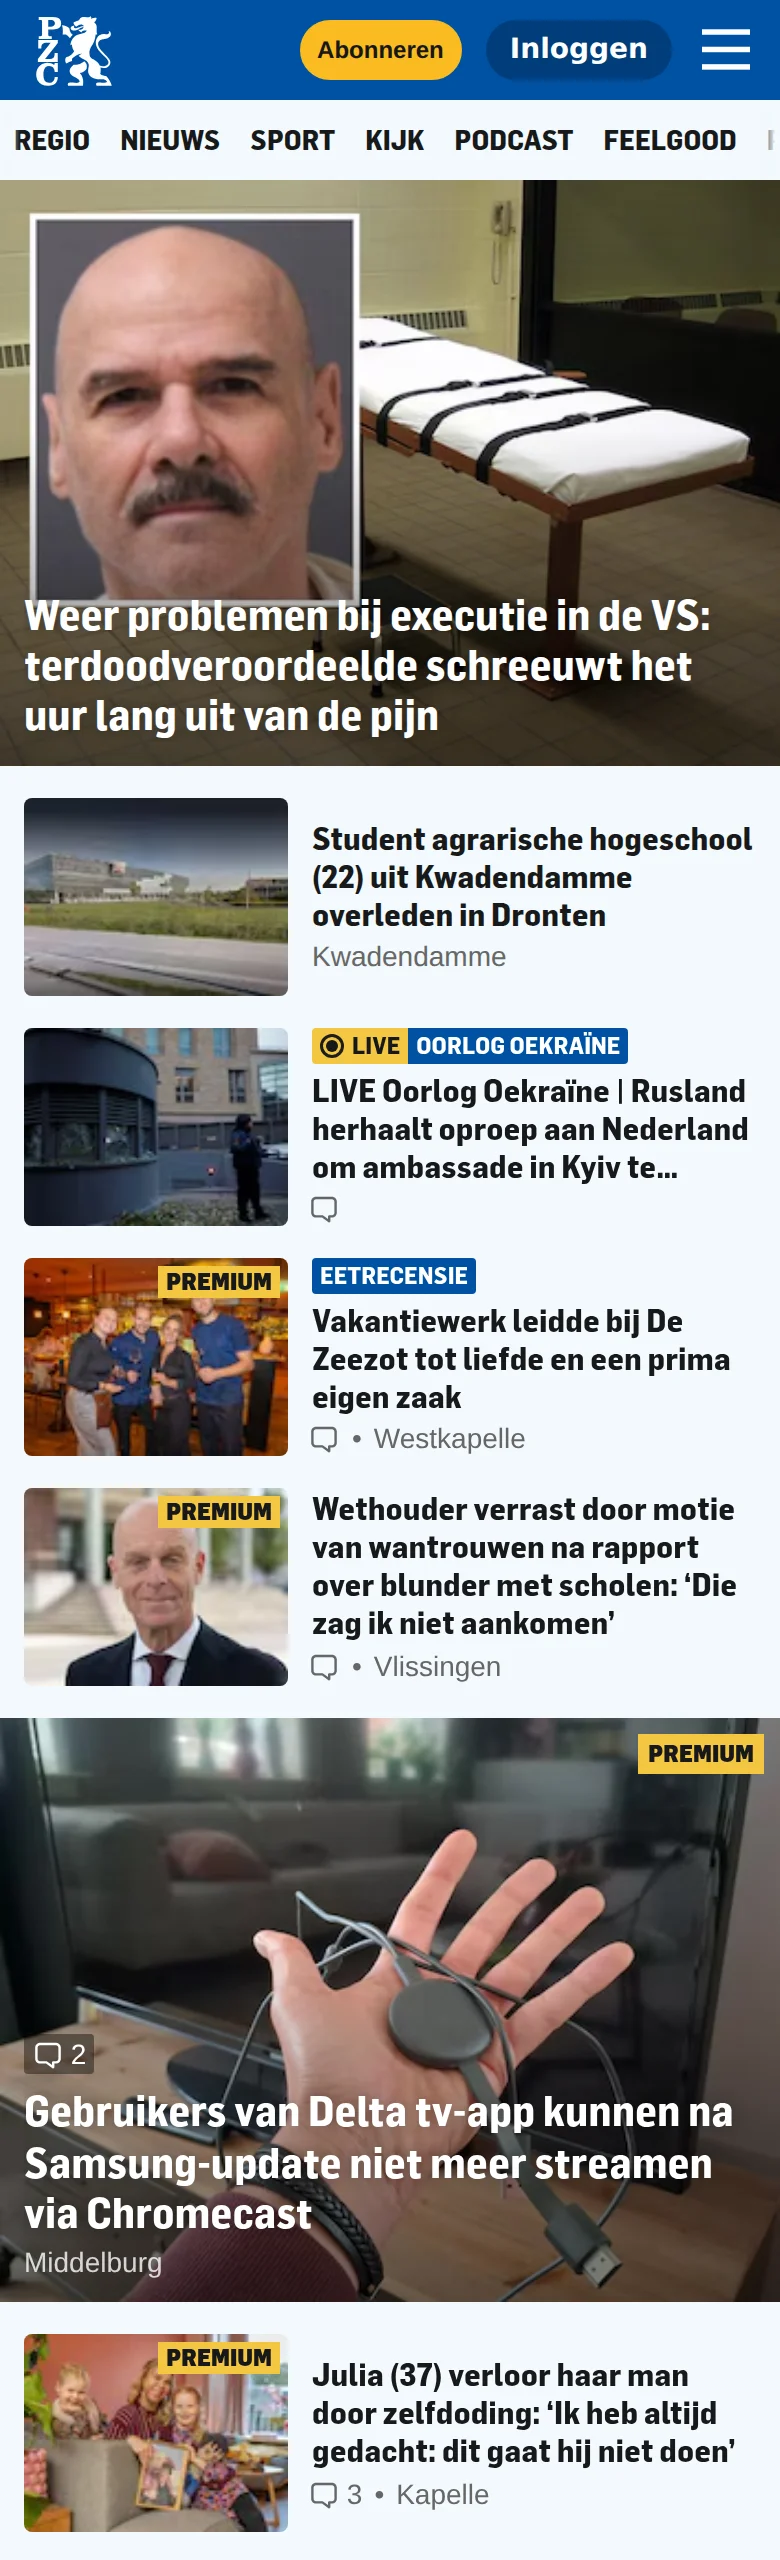 PZC
Abonneren
Inloggen
REGIO NIEUWS SPORT KIJK PODCAST FEELGOOD
Weer problemen bij executie in de VS:
terdoodveroordeelde schreeuwt het
uur lang uit van de pijn
Student agrarische hogeschool
(22) uit Kwadendamme
overleden in Dronten
Kwadendamme
LIVE OORLOG OEKRAÏNE
LIVE Oorlog Oekraïne | Rusland
herhaalt oproep aan Nederland
om ambassade in Kyiv te...
PREMIUM
EETRECENSIE
Vakantiewerk leidde bij De
Zeezot tot liefde en een prima
eigen zaak
• Westkapelle
PREMIUM
Wethouder verrast door motie
van wantrouwen na rapport
over blunder met scholen: ‘Die
zag ik niet aankomen’
• Vlissingen
PREMIUM
2
Gebruikers van Delta tv-app kunnen na
Samsung-update niet meer streamen
via Chromecast
Middelburg
PREMIUM
Julia (37) verloor haar man
door zelfdoding: ‘Ik heb altijd
gedacht: dit gaat hij niet doen’
3 • Kapelle